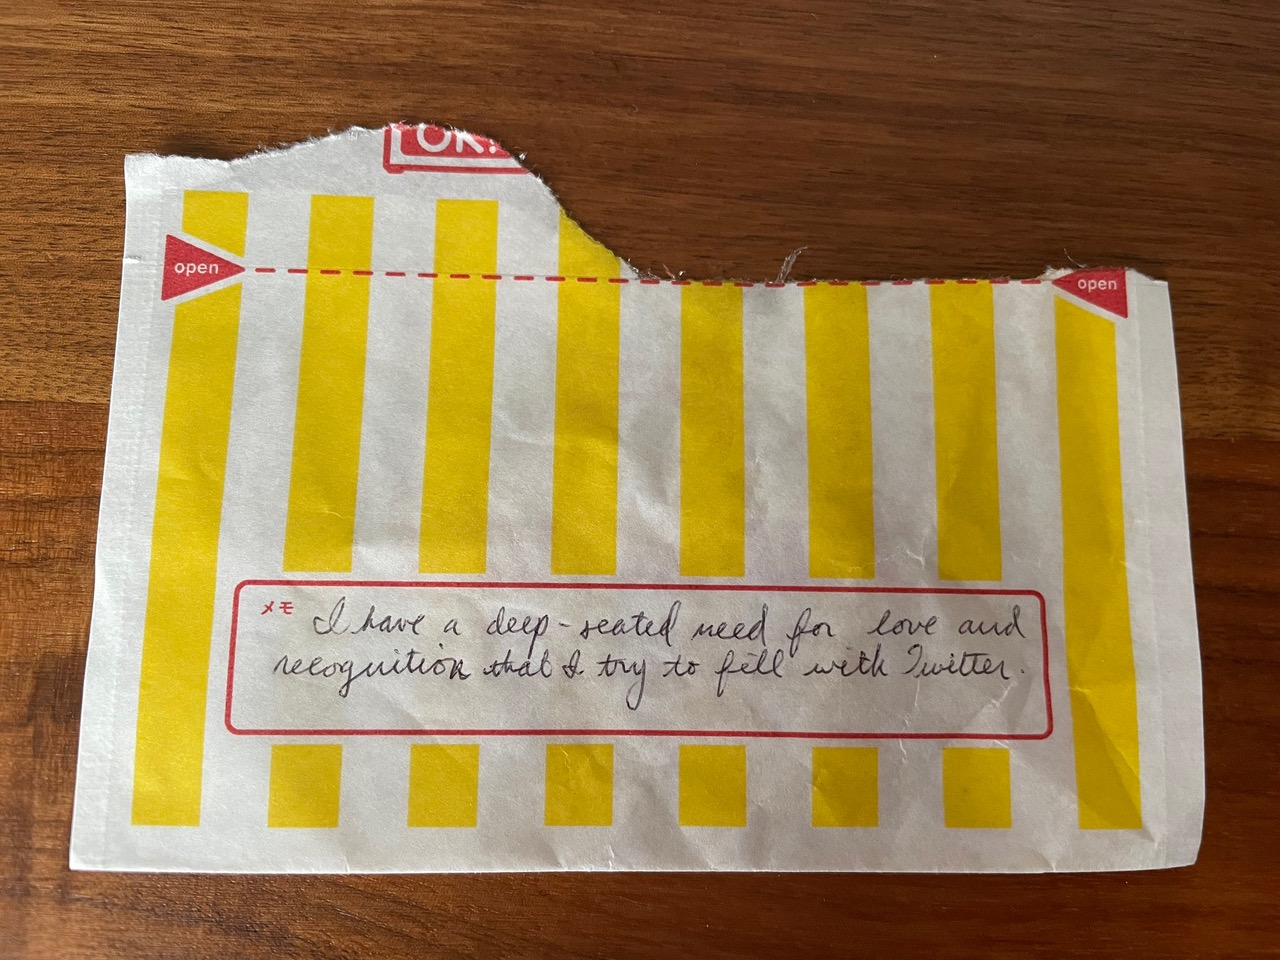 OK!
open
open
メモ
I have a deep-seated need for love and
recognition that I try to fill with Twitter.